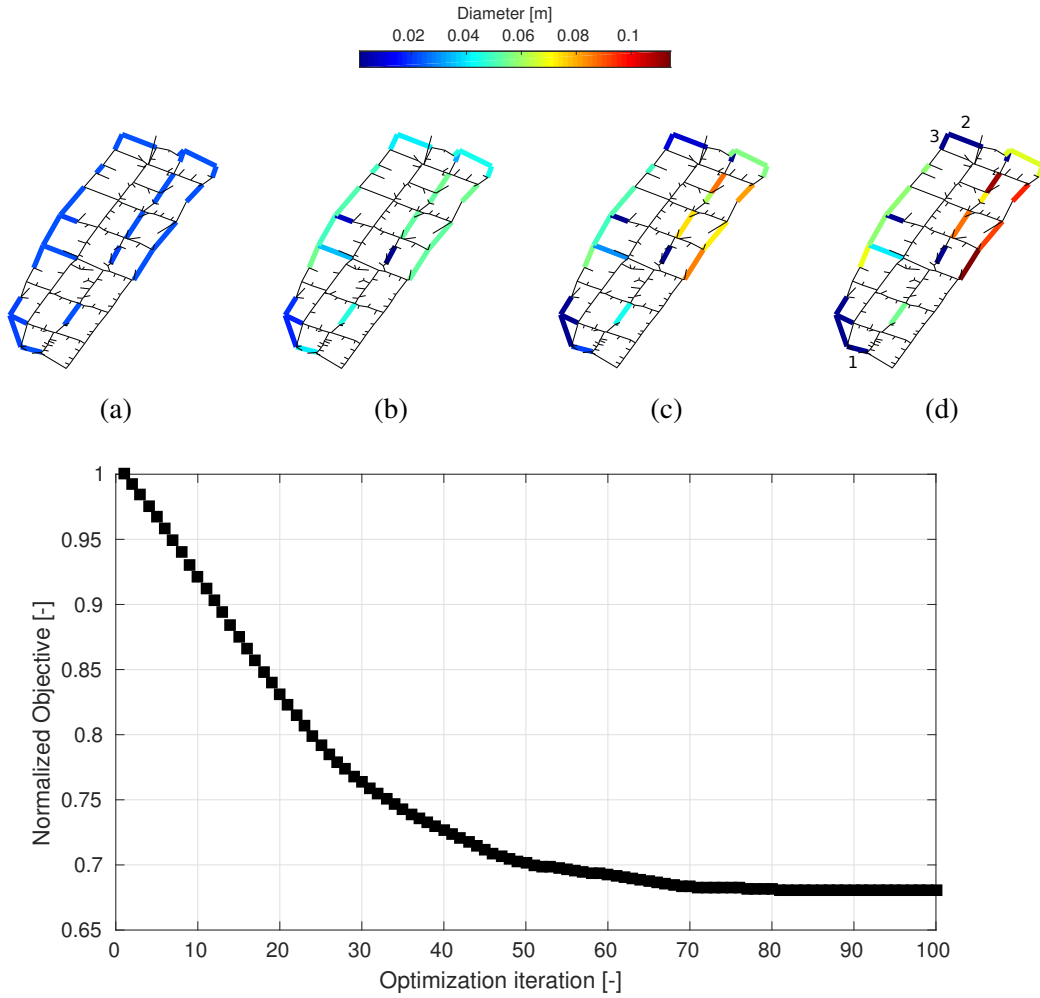 Diameter [m]
0.02 0.04 0.06 0.08 0.1
2
3
1
(a) (b) (c) (d)
1
0.95
0.9
0.85
0.8
0.75
0.7
0.65
Normalized Objective [-]
0 10 20 30 40 50 60 70 80 90 100
Optimization iteration [-]